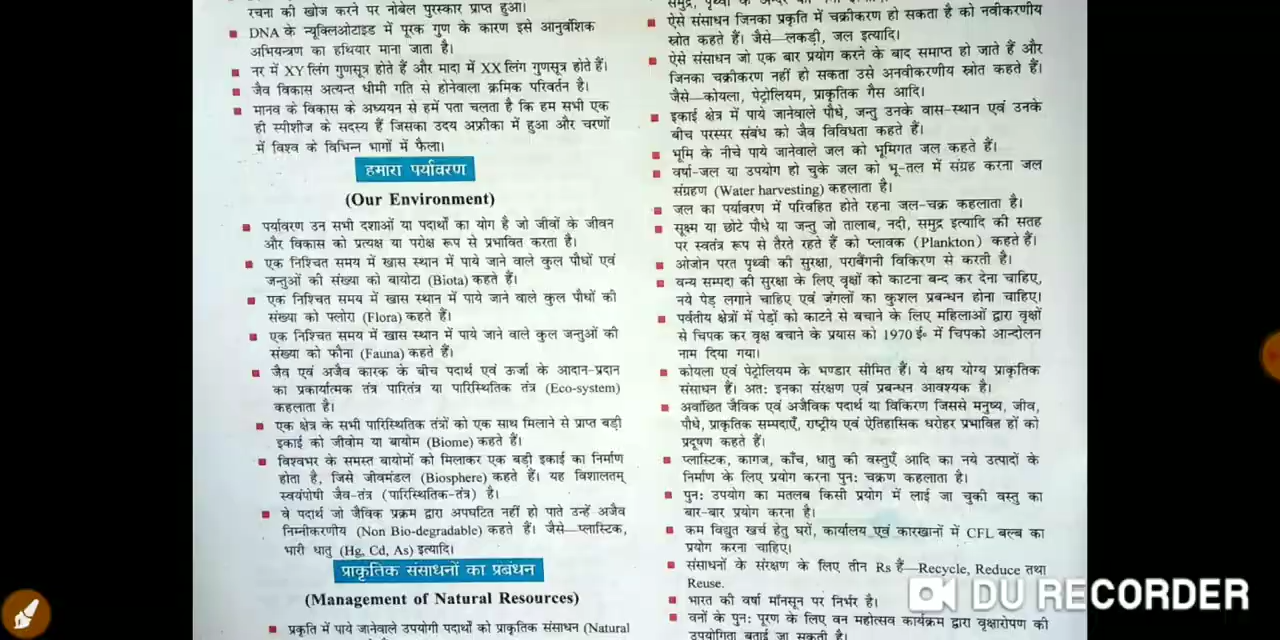 रचना की खोज करने पर नोबेल पुरस्कार प्राप्त हुआ।
DNA के न्यूक्लिओटाइड में पूरक गुण के कारण इसे आनुवंशिक
अभियन्त्रण का हथियार माना जाता है।
नर में XY लिंग गुणसूत्र होते हैं और मादा में XX लिंग गुणसूत्र होते हैं।
जैव विकास अत्यन्त धीमी गति से होनेवाला क्रमिक परिवर्तन है।
मानव के विकास के अध्ययन से हमें पता चलता है कि हम सभी एक
ही स्पीशीज के सदस्य हैं जिसका उदय अफ्रीका में हुआ और चरणों
में विश्व के विभिन्न भागों में फैला।
हमारा पर्यावरण
(Our Environment)
पर्यावरण उन सभी दशाओं या पदार्थों का योग है जो जीवों के जीवन
और विकास को प्रत्यक्ष या परोक्ष रूप से प्रभावित करता है।
एक निश्चित समय में खास स्थान में पाये जाने वाले कुल पौधों एवं
जन्तुओं की संख्या को बायोटा (Biota) कहते हैं।
एक निश्चित समय में खास स्थान में पाये जाने वाले कुल पौधों की
संख्या को फ्लोरा (Flora) कहते हैं।
एक निश्चित समय में खास स्थान में पाये जाने वाले कुल जन्तुओं की
संख्या को फौना (Fauna) कहते हैं।
जैव एवं अजैव कारक के बीच पदार्थ एवं ऊर्जा के आदान-प्रदान
का प्रकार्यात्मक तंत्र पारितंत्र या पारिस्थितिक तंत्र (Eco-system)
कहलाता है।
एक क्षेत्र के सभी पारिस्थितिक तंत्रों को एक साथ मिलाने से प्राप्त बड़ी
इकाई को जीवोम या बायोम (Biome) कहते हैं।
विश्वभर के समस्त बायोमों को मिलाकर एक बड़ी इकाई का निर्माण
होता है, जिसे जीवमंडल (Biosphere) कहते हैं। यह विशालतम्
स्वयंपोषी जैव-तंत्र (पारिस्थितिक-तंत्र) है।
वे पदार्थ जो जैविक प्रक्रम द्वारा अपघटित नहीं हो पाते उन्हें अजैव
निम्नीकरणीय (Non Bio-degradable) कहते हैं। जैसे—प्लास्टिक,
भारी धातु (Hg, Cd, As) इत्यादि।
प्राकृतिक संसाधनों का प्रबंधन
(Management of Natural Resources)
प्रकृति में पाये जानेवाले उपयोगी पदार्थों को प्राकृतिक संसाधन (Natural
ऐसे संसाधन जिनका प्रकृति में चक्रीकरण हो सकता है को नवीकरणीय
स्रोत कहते हैं। जैसे—लकड़ी, जल इत्यादि।
ऐसे संसाधन जो एक बार प्रयोग करने के बाद समाप्त हो जाते हैं और
जिनका चक्रीकरण नहीं हो सकता उसे अनवीकरणीय स्रोत कहते हैं।
जैसे—कोयला, पेट्रोलियम, प्राकृतिक गैस आदि।
इकाई क्षेत्र में पाये जानेवाले पौधे, जन्तु उनके वास-स्थान एवं उनके
बीच परस्पर संबंध को जैव विविधता कहते हैं।
भूमि के नीचे पाये जानेवाले जल को भूमिगत जल कहते हैं।
वर्षा-जल या उपयोग हो चुके जल को भू-तल में संग्रह करना जल
संग्रहण (Water harvesting) कहलाता है।
जल का पर्यावरण में परिवहित होते रहना जल-चक्र कहलाता है।
सूक्ष्म या छोटे पौधे या जन्तु जो तालाब, नदी, समुद्र इत्यादि की सतह
पर स्वतंत्र रूप से तैरते रहते हैं को प्लावक (Plankton) कहते हैं।
ओजोन परत पृथ्वी की सुरक्षा, पराबैंगनी विकिरण से करती है।
वन्य सम्पदा की सुरक्षा के लिए वृक्षों को काटना बन्द कर देना चाहिए,
नये पेड़ लगाने चाहिए एवं जंगलों का कुशल प्रबन्धन होना चाहिए।
पर्वतीय क्षेत्रों में पेड़ों को काटने से बचाने के लिए महिलाओं द्वारा वृक्षों
से चिपक कर वृक्ष बचाने के प्रयास को 1970 ई॰ में चिपको आन्दोलन
नाम दिया गया।
कोयला एवं पेट्रोलियम के भण्डार सीमित हैं। ये क्षय योग्य प्राकृतिक
संसाधन हैं। अतः इनका संरक्षण एवं प्रबन्धन आवश्यक है।
अवांछित जैविक एवं अजैविक पदार्थ या विकिरण जिससे मनुष्य, जीव,
पौधे, प्राकृतिक सम्पदाएँ, राष्ट्रीय एवं ऐतिहासिक धरोहर प्रभावित हों को
प्रदूषण कहते हैं।
प्लास्टिक, कागज, काँच, धातु की वस्तुएँ आदि का नये उत्पादों के
निर्माण के लिए प्रयोग करना पुनः चक्रण कहलाता है।
पुनः उपयोग का मतलब किसी प्रयोग में लाई जा चुकी वस्तु का
बार-बार प्रयोग करना है।
कम विद्युत खर्च हेतु घरों, कार्यालय एवं कारखानों में CFL बल्ब का
प्रयोग करना चाहिए।
संसाधनों के संरक्षण के लिए तीन Rs हैं—Recycle, Reduce तथा
Reuse.
भारत की वर्षा मॉनसून पर निर्भर है।
वनों के पुनः पूरण के लिए वन महोत्सव कार्यक्रम द्वारा वृक्षारोपण की
उपयोगिता बताई जा सकती है।
DU RECORDER